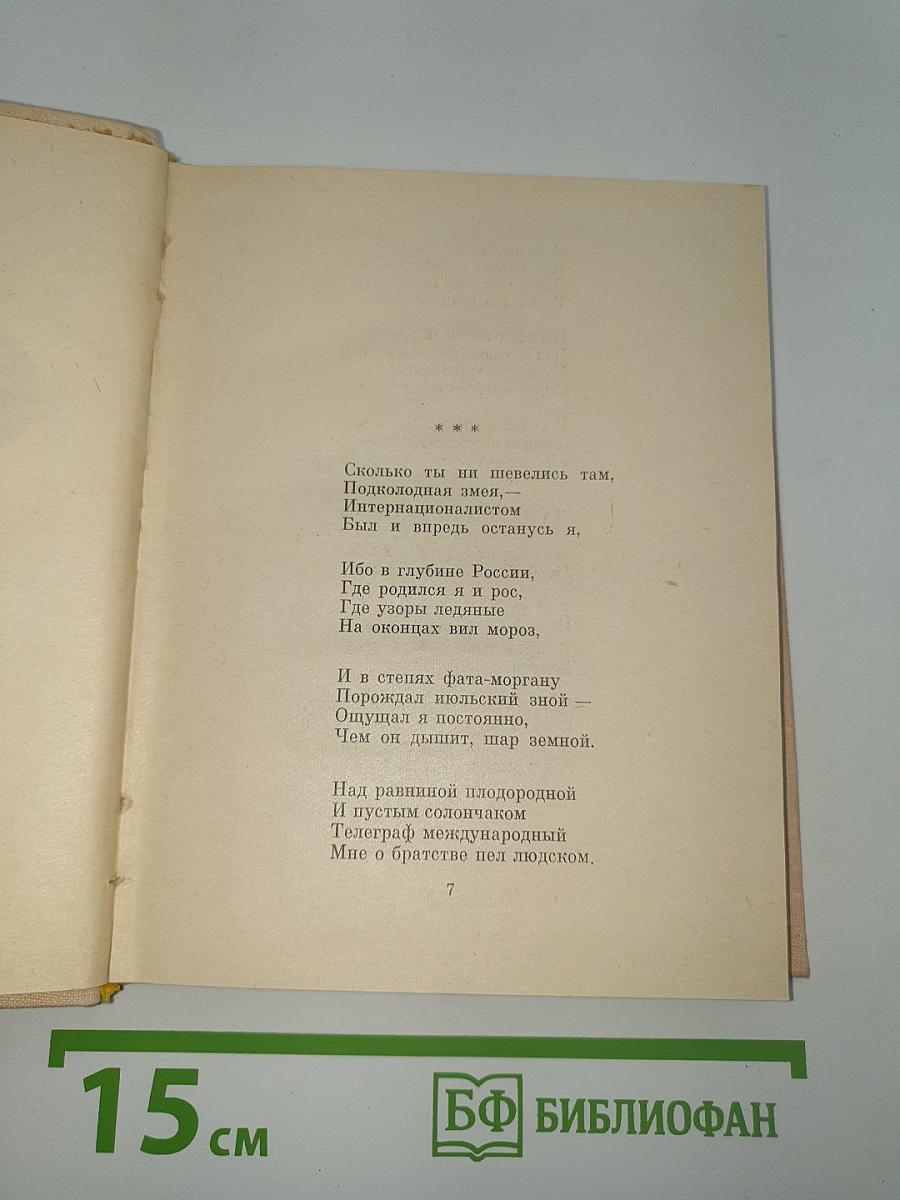 * * *
Сколько ты ни шевелись там,
Подколодная змея,—
Интернационалистом
Был и впредь останусь я,
Ибо в глубине России,
Где родился я и рос,
Где узоры ледяные
На оконцах вил мороз,
И в степях фата-моргану
Порождал июльский зной —
Ощущал я постоянно,
Чем он дышит, шар земной.
Над равниной плодородной
И пустым солончаком
Телеграф международный
Мне о братстве пел людском.
7
15 см
БФ БИБЛИОФАН